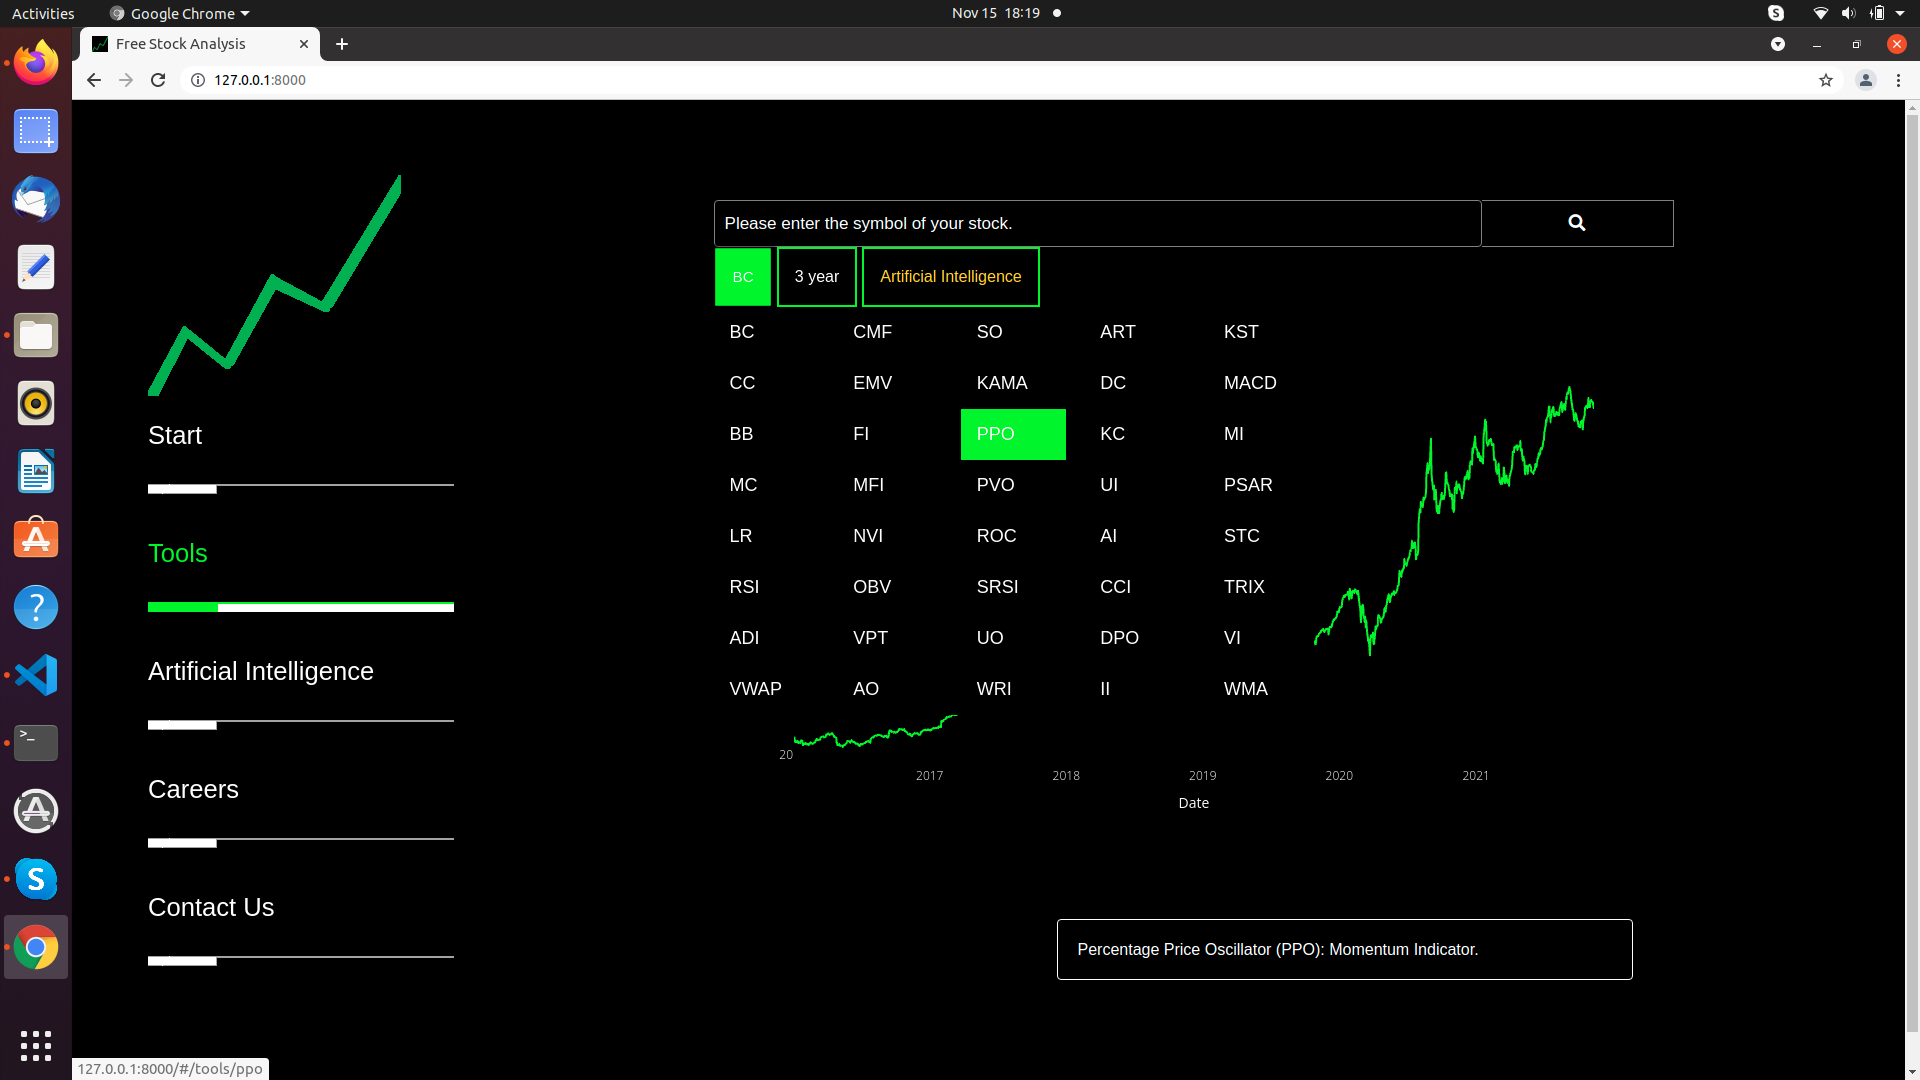 Activities
Google Chrome
Nov 15 18:19
Free Stock Analysis
127.0.0.1:8000
Please enter the symbol of your stock.
BC 3 year Artificial Intelligence
BC CMF SO ART KST
CC EMV KAMA DC MACD
BB FI PPO KC MI
MC MFI PVO UI PSAR
LR NVI ROC AI STC
RSI OBV SRSI CCI TRIX
ADI VPT UO DPO VI
VWAP AO WRI II WMA
20
2017 2018 2019 2020 2021
Date
Start
Tools
Artificial Intelligence
Careers
Contact Us
Percentage Price Oscillator (PPO): Momentum Indicator.
127.0.0.1:8000/#/tools/ppo